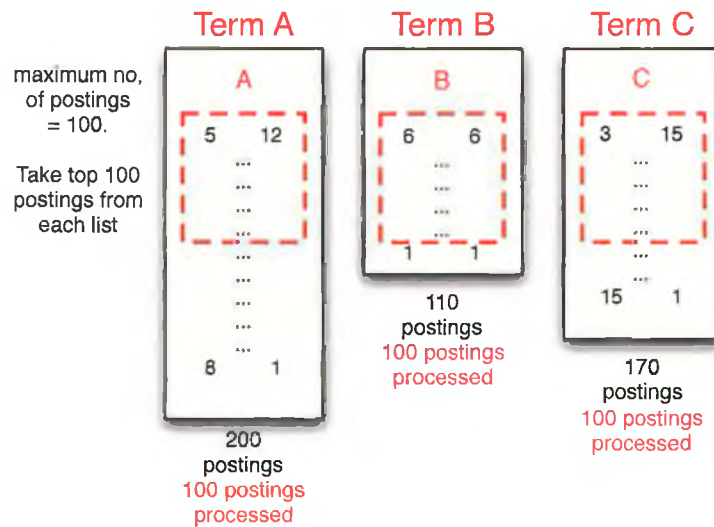 Term A
Term B
Term C
maximum no,
of postings
= 100.
Take top 100
postings from
each list
A
5 12
...
...
...
...
...
...
...
...
8 1
200
postings
100 postings
processed
B
6 6
...
...
...
...
1 1
110
postings
100 postings
processed
C
3 15
...
...
...
...
...
...
15 1
170
postings
100 postings
processed